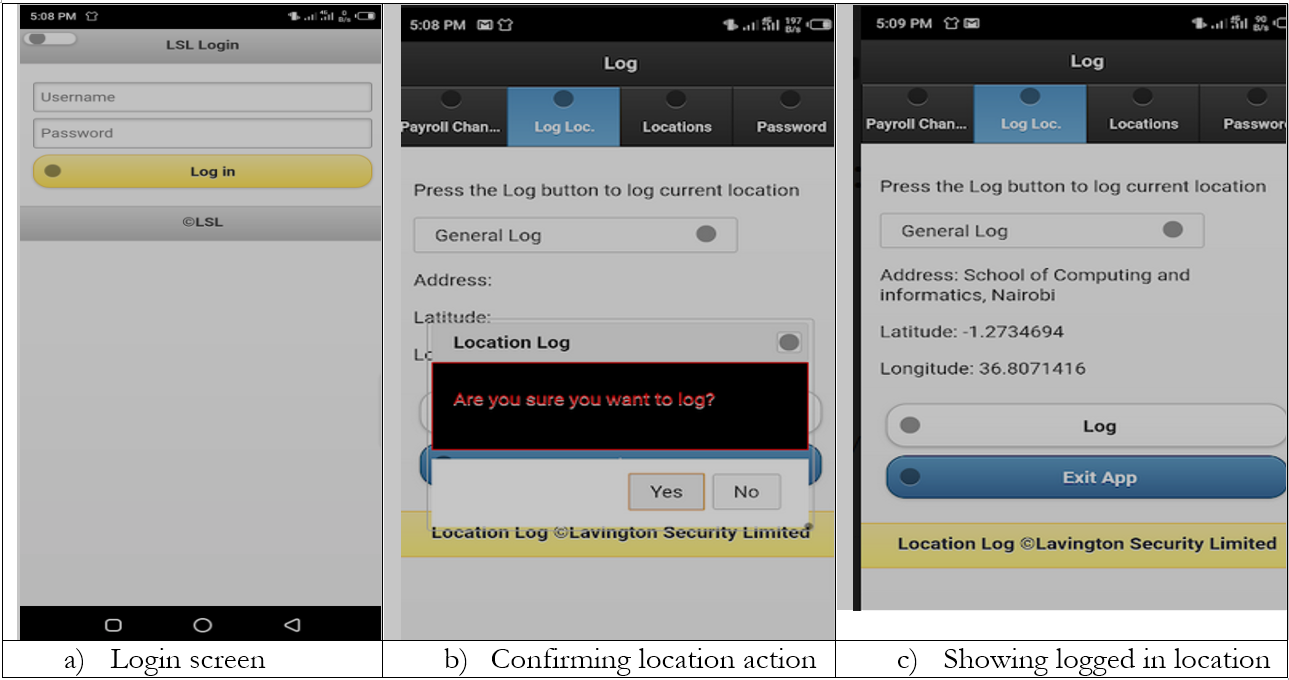 5:08 PM
0 B/s
LSL Login
Username
Password
Log in
©LSL
a) Login screen
5:08 PM
4G 197 B/s
Log
Payroll Chan...
Log Loc.
Locations
Password
Press the Log button to log current location
General Log
Address:
Latitude:
Lo
Location Log
Are you sure you want to log?
Yes
No
Location Log ©Lavington Security Limited
b) Confirming location action
5:09 PM
4G 90 B/s
Log
Payroll Chan...
Log Loc.
Locations
Passwor
Press the Log button to log current location
General Log
Address: School of Computing and
informatics, Nairobi
Latitude: -1.2734694
Longitude: 36.8071416
Log
Exit App
Location Log ©Lavington Security Limited
c) Showing logged in location